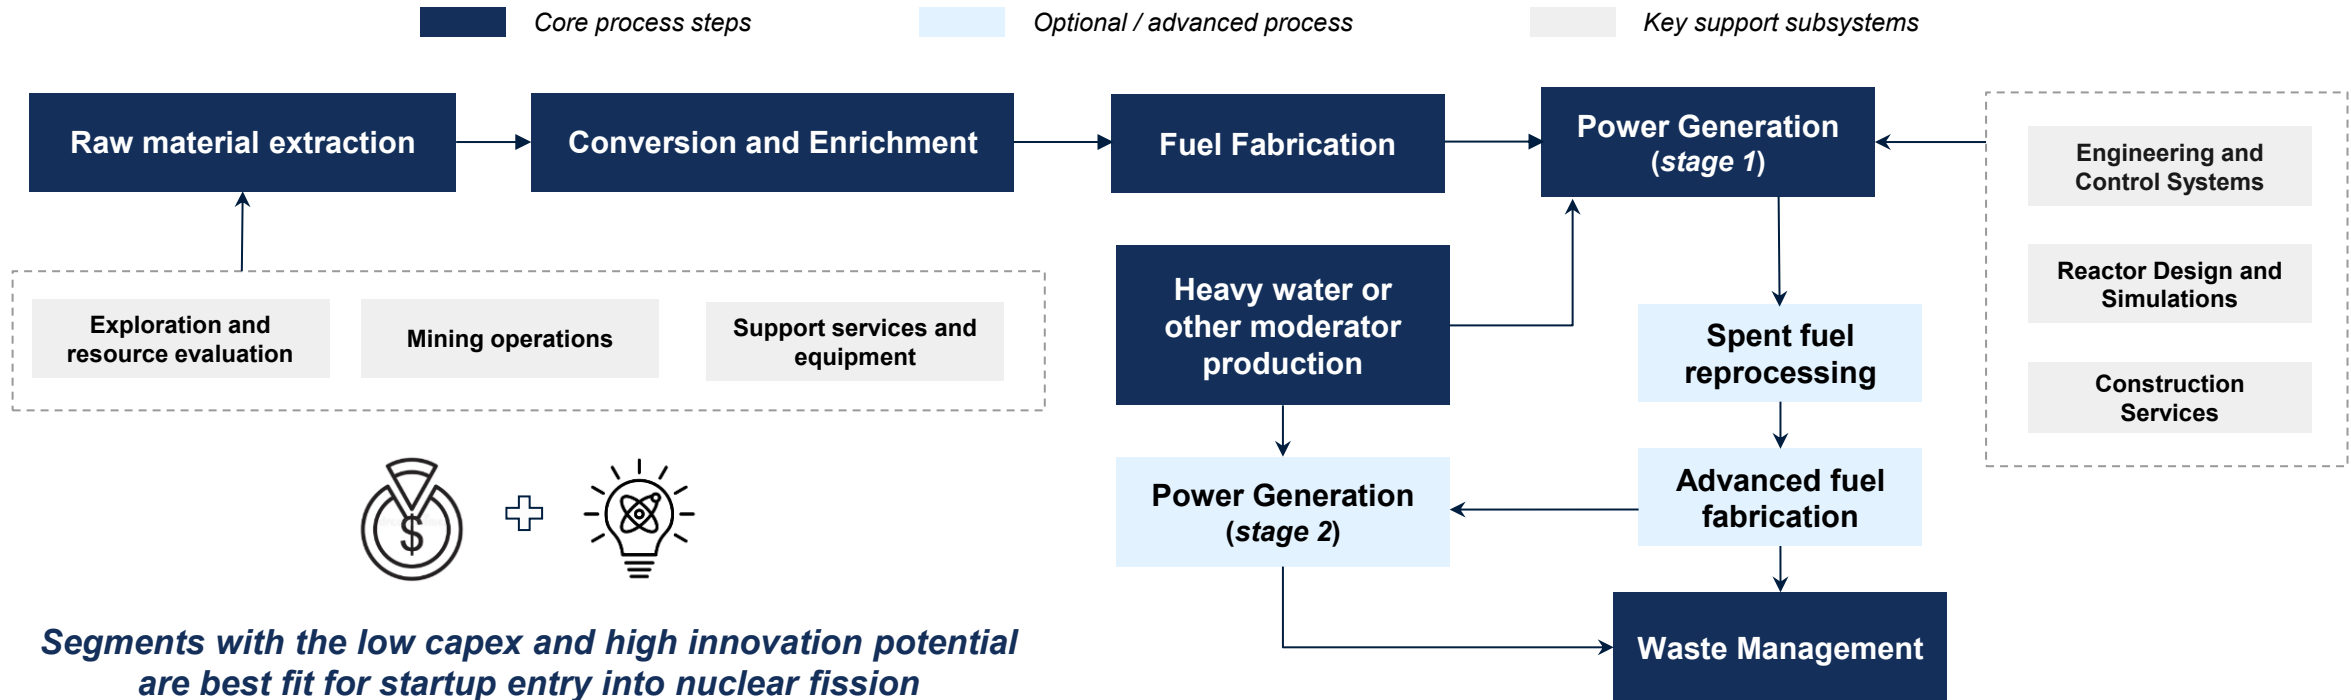 Core process steps
Optional / advanced process
Key support subsystems
Raw material extraction
Conversion and Enrichment
Fuel Fabrication
Power Generation
(stage 1)
Engineering and
Control Systems
Reactor Design and
Simulations
Construction
Services
Exploration and
resource evaluation
Mining operations
Support services and
equipment
Heavy water or
other moderator
production
Spent fuel
reprocessing
Power Generation
(stage 2)
Advanced fuel
fabrication
Waste Management
$
Segments with the low capex and high innovation potential
are best fit for startup entry into nuclear fission